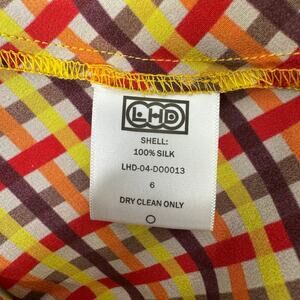 LHD
SHELL:
100% SILK
LHD-04-D00013
6
DRY CLEAN ONLY